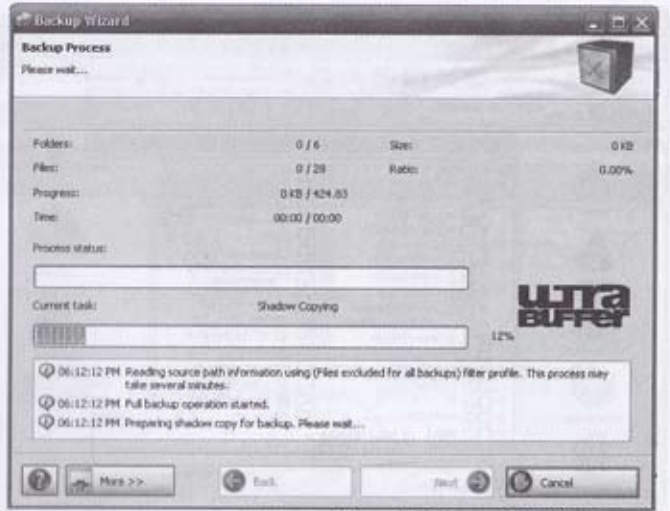 Backup Wizard
Backup Process
Please wait...
Folders: 0 / 6 Size: 0 KB
Files: 0 / 28 Ratio: 0.00%
Progress: 0 KB / 424.83
Time: 00:00 / 00:00
Process status:
Current task: Shadow Copying
12%
ULTRA
BUFFER
06:12:12 PM Reading source path information using (Files excluded for all backups) filter profile. This process may
take several minutes.
06:12:12 PM Full backup operation started.
06:12:12 PM Preparing shadow copy for backup. Please wait...
? More >> Back Next Cancel